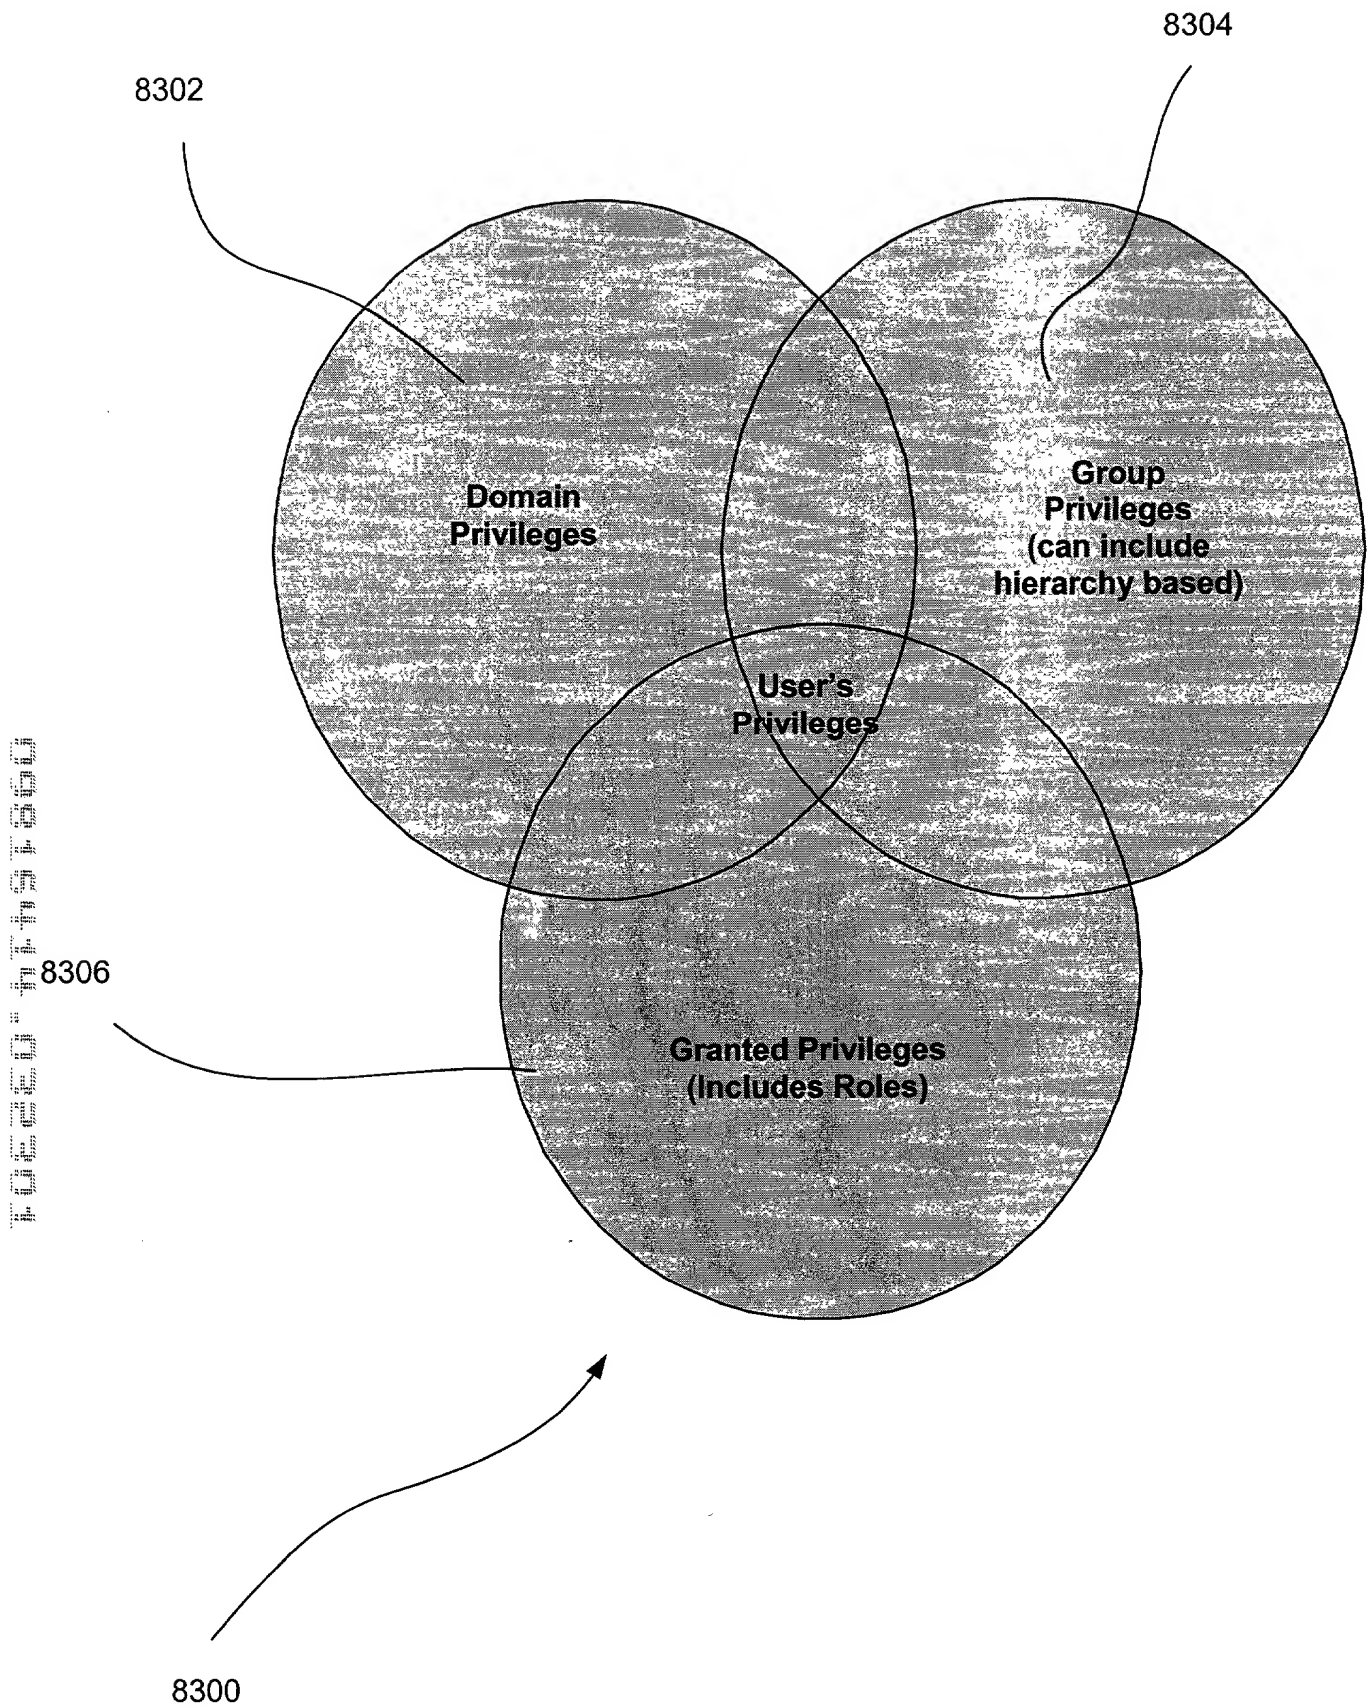 8304
8302
Domain
Privileges
Group
Privileges
(can include
hierarchy based)
User's
Privileges
8306
Granted Privileges
(Includes Roles)
8300